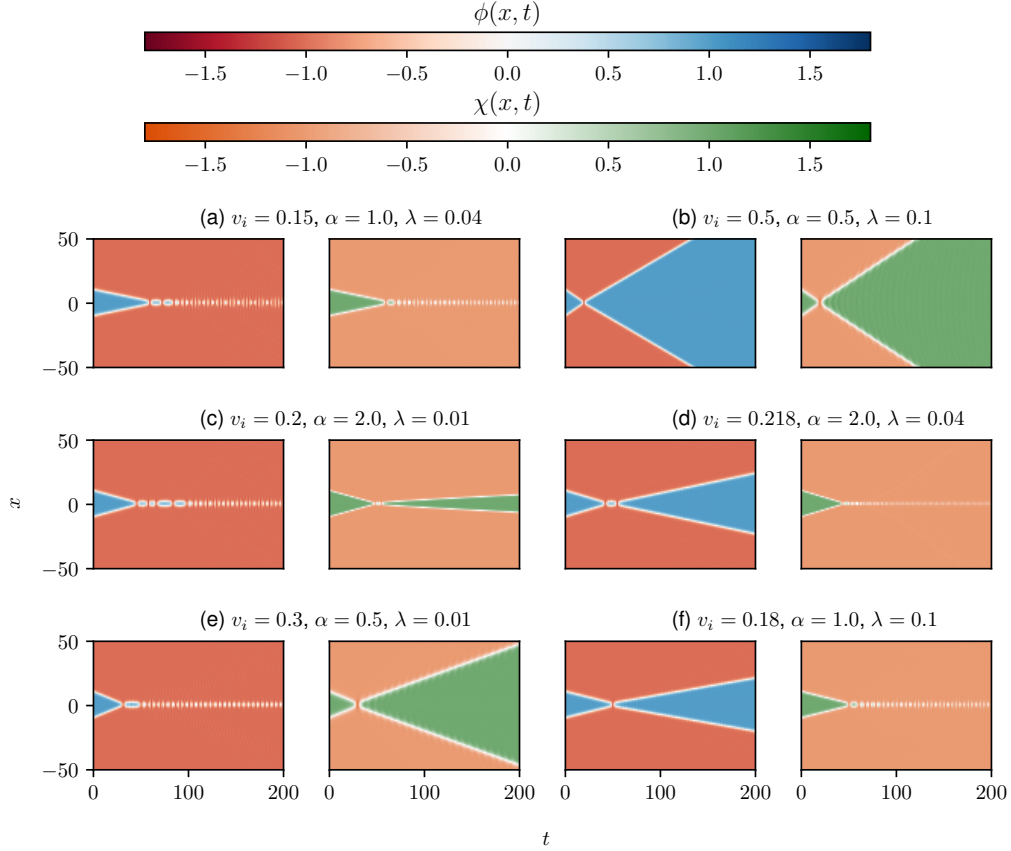 ϕ(x, t)
−1.5 −1.0 −0.5 0.0 0.5 1.0 1.5
χ(x, t)
−1.5 −1.0 −0.5 0.0 0.5 1.0 1.5
(a) v_i = 0.15, α = 1.0, λ = 0.04
(b) v_i = 0.5, α = 0.5, λ = 0.1
50
0
−50
(c) v_i = 0.2, α = 2.0, λ = 0.01
(d) v_i = 0.218, α = 2.0, λ = 0.04
50
0
−50
x
(e) v_i = 0.3, α = 0.5, λ = 0.01
(f) v_i = 0.18, α = 1.0, λ = 0.1
50
0
−50
0 100 200 0 100 200 0 100 200 0 100 200
t